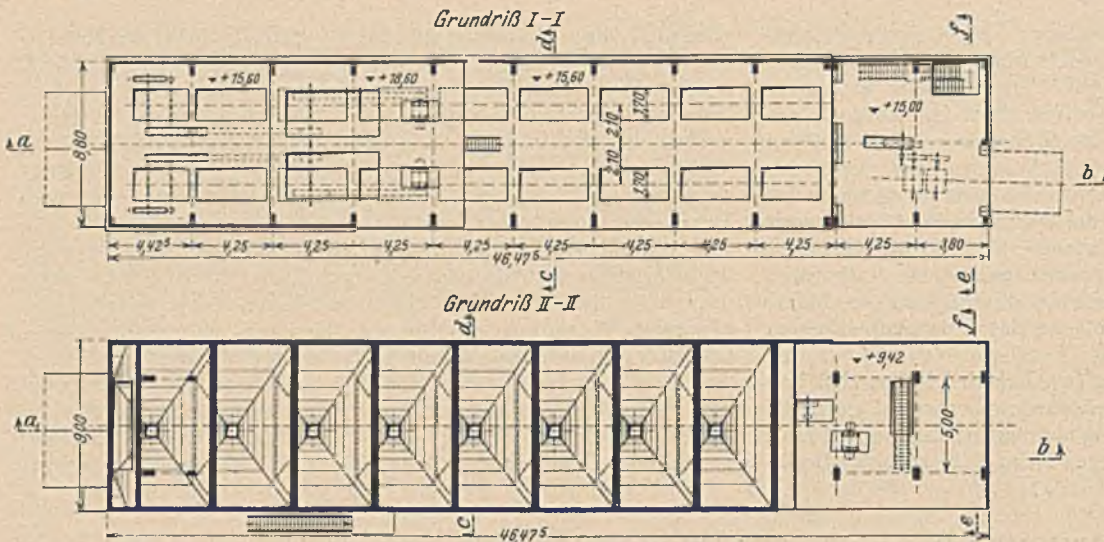 Grundriß I-I
d f
+15,60 +18,60 +15,60
+15,00
a 8,80 2,10 1,70
2,10 1,70
b
4,42⁵ 4,25 4,25 4,25 4,25 4,25 4,25 4,25 4,25 4,25 3,80
46,47⁵
c e
Grundriß II-II
d f
+9,42
a 9,00 5,00
b
c e
46,47⁵